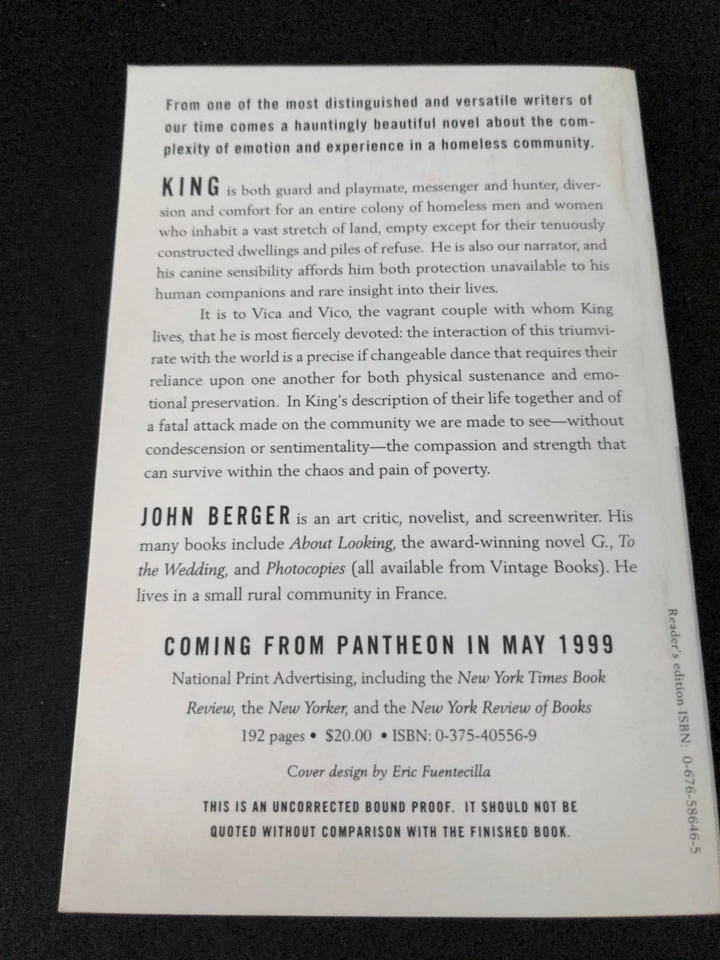 From one of the most distinguished and versatile writers of
our time comes a hauntingly beautiful novel about the com-
plexity of emotion and experience in a homeless community.
KING is both guard and playmate, messenger and hunter, diver-
sion and comfort for an entire colony of homeless men and women
who inhabit a vast stretch of land, empty except for their tenuously
constructed dwellings and piles of refuse. He is also our narrator, and
his canine sensibility affords him both protection unavailable to his
human companions and rare insight into their lives.
It is to Vica and Vico, the vagrant couple with whom King
lives, that he is most fiercely devoted: the interaction of this triumvi-
rate with the world is a precise if changeable dance that requires their
reliance upon one another for both physical sustenance and emo-
tional preservation. In King's description of their life together and of
a fatal attack made on the community we are made to see—without
condescension or sentimentality—the compassion and strength that
can survive within the chaos and pain of poverty.
JOHN BERGER is an art critic, novelist, and screenwriter. His
many books include About Looking, the award-winning novel G., To
the Wedding, and Photocopies (all available from Vintage Books). He
lives in a small rural community in France.
COMING FROM PANTHEON IN MAY 1999
National Print Advertising, including the New York Times Book
Review, the New Yorker, and the New York Review of Books
192 pages • $20.00 • ISBN: 0-375-40556-9
Cover design by Eric Fuentecilla
THIS IS AN UNCORRECTED BOUND PROOF. IT SHOULD NOT BE
QUOTED WITHOUT COMPARISON WITH THE FINISHED BOOK.
Reader's edition ISBN: 0-676-58646-5